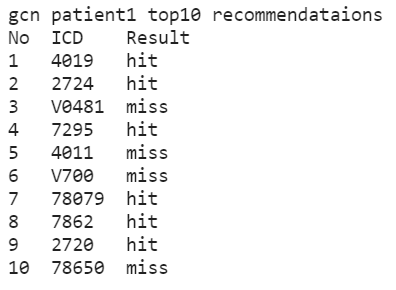 gcn patient1 top10 recommendataions
No ICD Result
1 4019 hit
2 2724 hit
3 V0481 miss
4 7295 hit
5 4011 miss
6 V700 miss
7 78079 hit
8 7862 hit
9 2720 hit
10 78650 miss